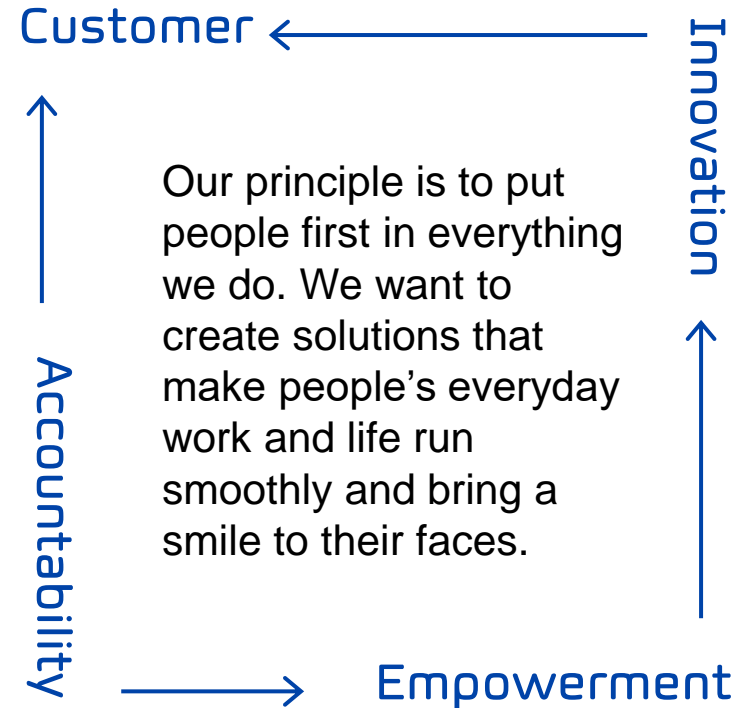 Customer
Innovation
Our principle is to put
people first in everything
we do. We want to
create solutions that
make people’s everyday
work and life run
smoothly and bring a
smile to their faces.
Accountability
Empowerment